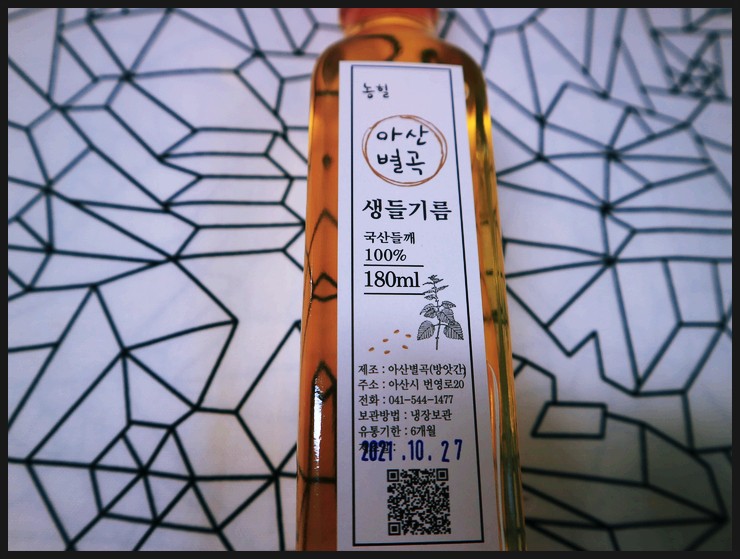 농협
아산
별곡
생들기름
국산들깨
100%
180ml
제조 : 아산별곡(방앗간)
주소 : 아산시 번영로20
전화 : 041-544-1477
보관방법 : 냉장보관
유통기한 : 6개월
2021.10.27